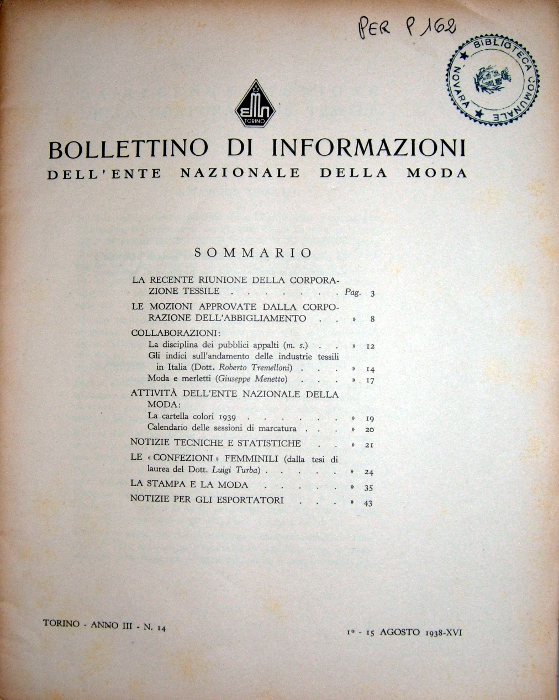 PER P 162
BIBLIOTECA COMUNALE
NOVARA
EMN
TORINO
BOLLETTINO DI INFORMAZIONI
DELL'ENTE NAZIONALE DELLA MODA
SOMMARIO
LA RECENTE RIUNIONE DELLA CORPORA-
ZIONE TESSILE . . . . . . . Pag. 3
LE MOZIONI APPROVATE DALLA CORPO-
RAZIONE DELL'ABBIGLIAMENTO . . » 8
COLLABORAZIONI:
La disciplina dei pubblici appalti (m. s.) . . » 12
Gli indici sull'andamento delle industrie tessili
in Italia (Dott. Roberto Tremelloni) . . . » 14
Moda e merletti (Giuseppe Menetto) . . . » 17
ATTIVITÀ DELL'ENTE NAZIONALE DELLA
MODA:
La cartella colori 1939 . . . . . . » 19
Calendario delle sessioni di marcatura . . . » 20
NOTIZIE TECNICHE E STATISTICHE . . » 21
LE «CONFEZIONI» FEMMINILI (dalla tesi di
laurea del Dott. Luigi Turba) . . . . . » 24
LA STAMPA E LA MODA . . . . . » 35
NOTIZIE PER GLI ESPORTATORI . . . » 43
TORINO - ANNO III - N. 14
1° - 15 AGOSTO 1938-XVI